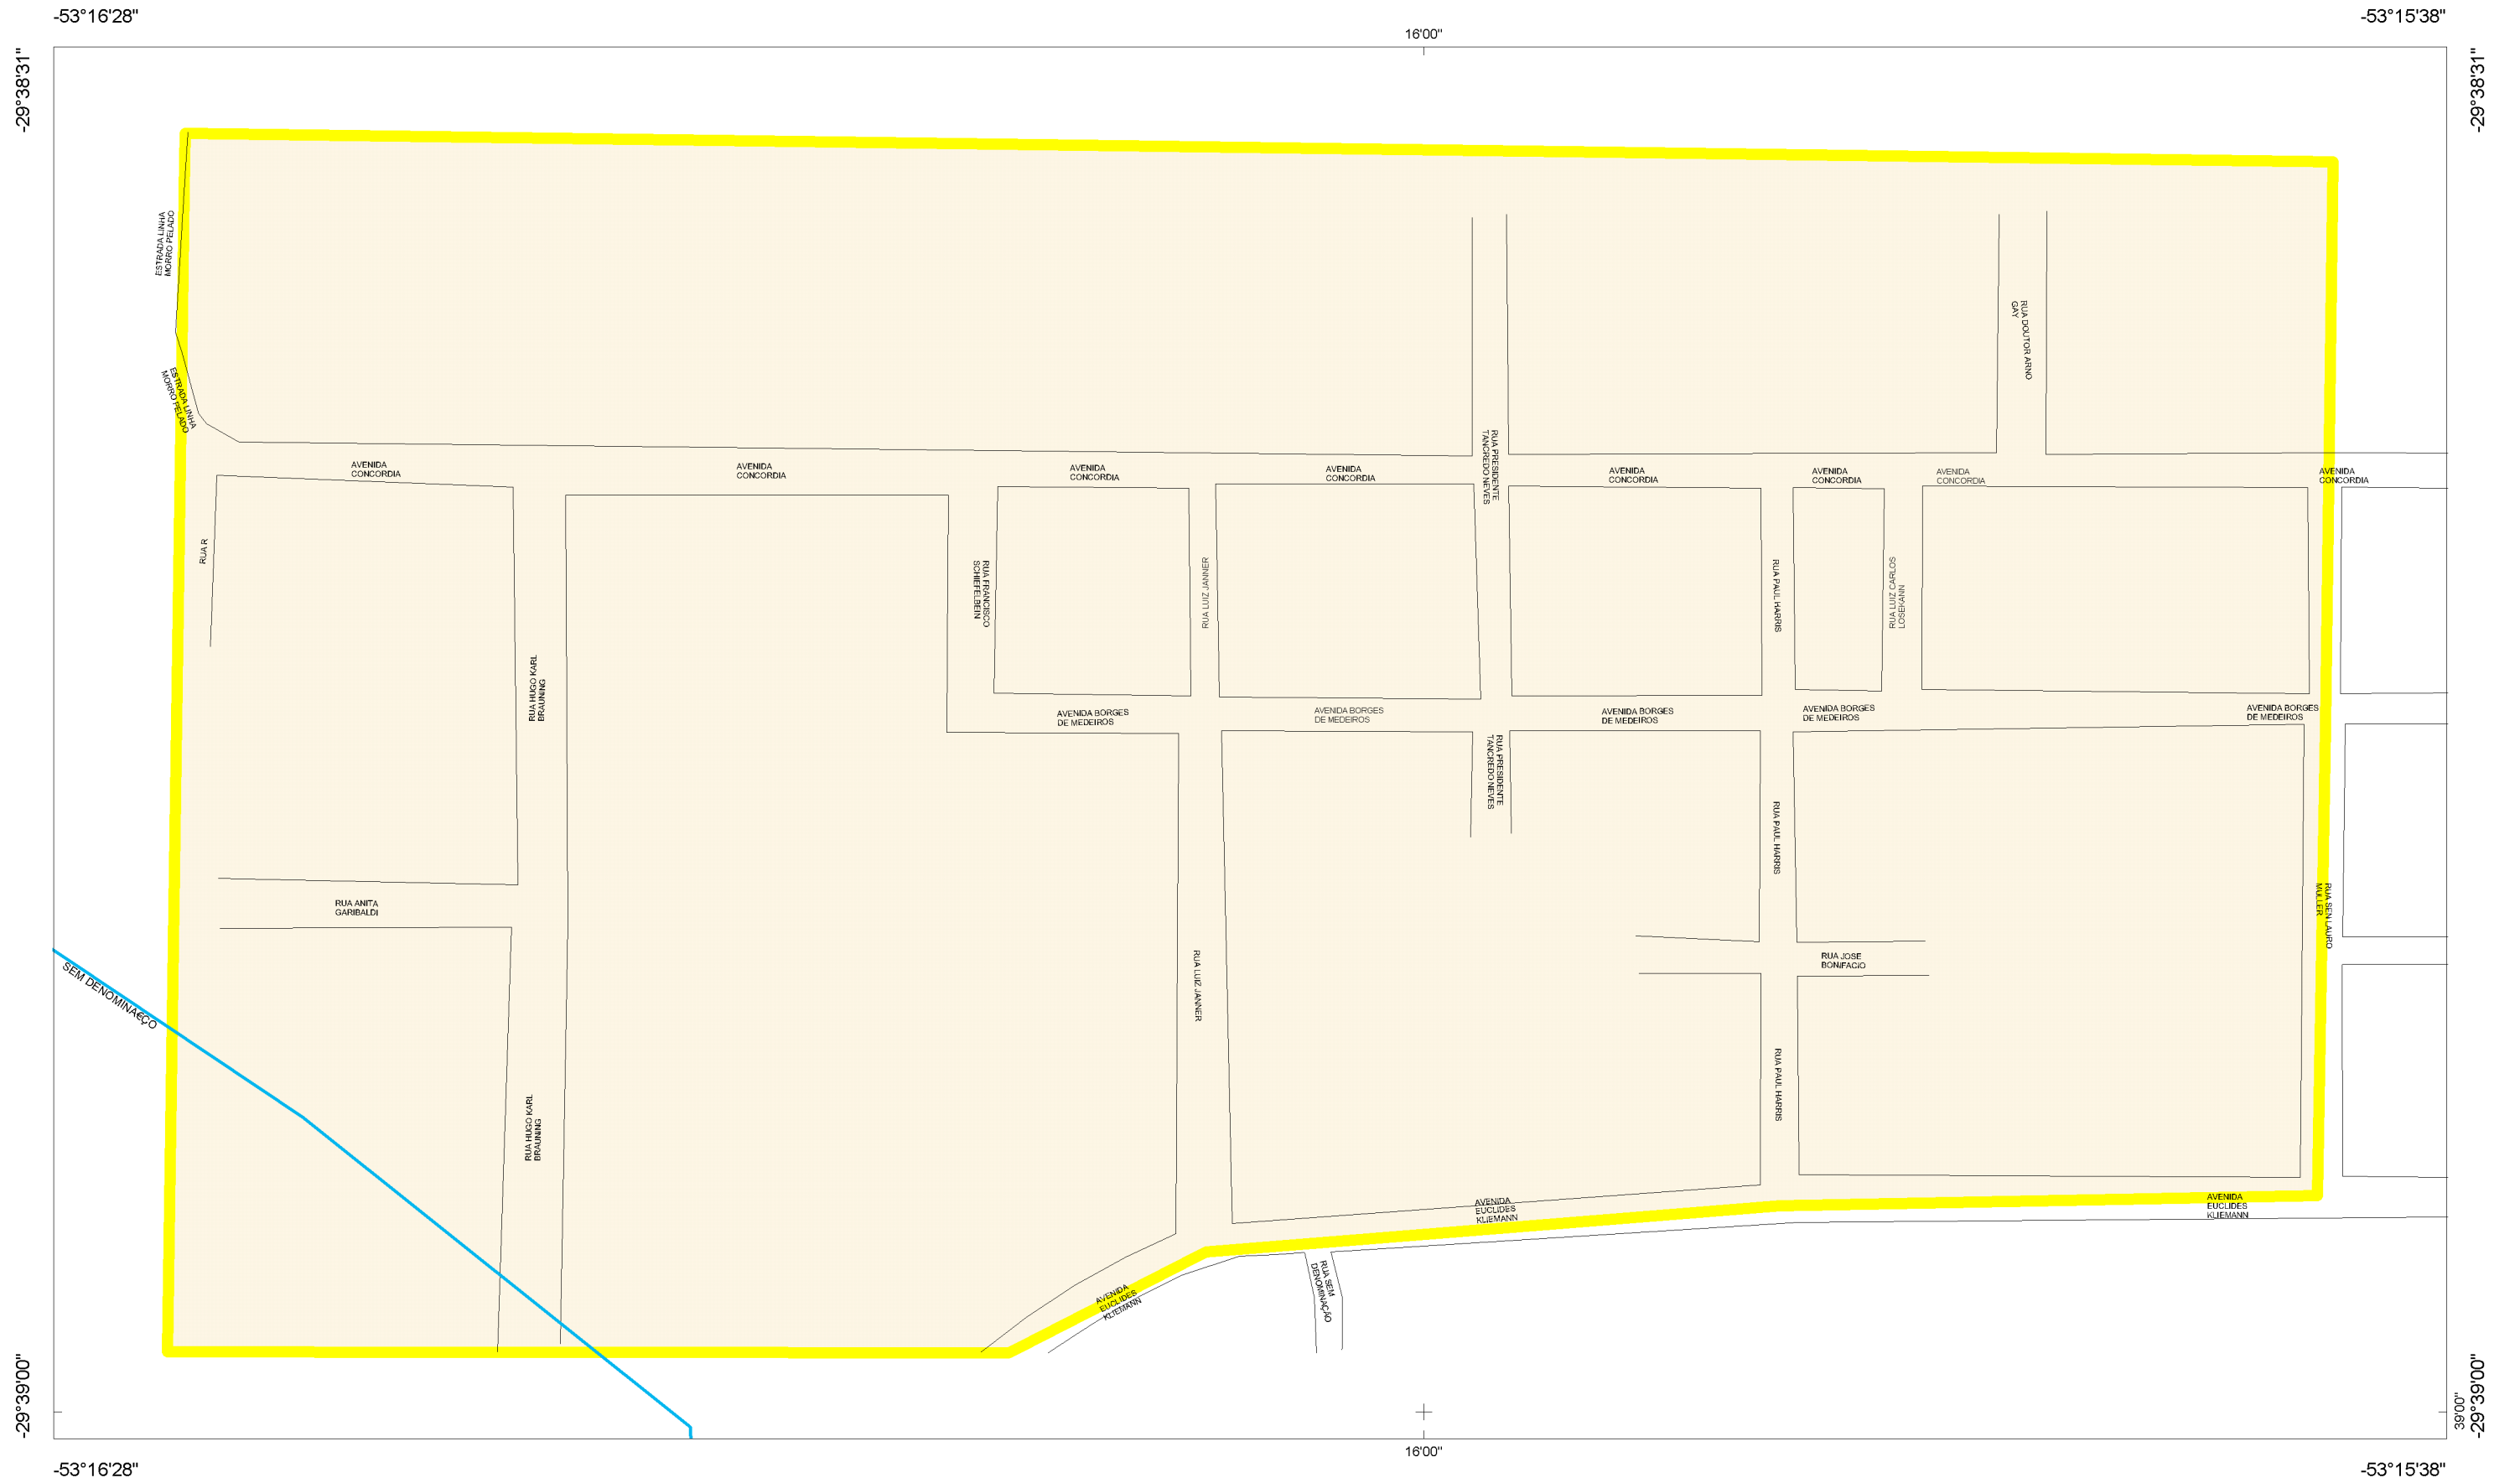 -53°16'28"
-53°15'38"
16'00"
-29°38'31"
-29°38'31"
ESTRADA LINHA
MORRO PELADO
RUA DOUTOR ARNO
GAY
ESTRADA LINHA
MORRO PELADO
RUA PRESIDENTE
TANCREDO NEVES
AVENIDA
CONCORDIA
AVENIDA
CONCORDIA
AVENIDA
CONCORDIA
AVENIDA
CONCORDIA
AVENIDA
CONCORDIA
AVENIDA
CONCORDIA
AVENIDA
CONCORDIA
AVENIDA
CONCORDIA
RUA R
RUA FRANCISCO
SCHIEFELBEIN
RUA LUIZ JANNER
RUA PAUL HARRIS
RUA LUIZ CARLOS
LOSEKANN
RUA HUGO KARL
BRAUNING
AVENIDA BORGES
DE MEDEIROS
AVENIDA BORGES
DE MEDEIROS
AVENIDA BORGES
DE MEDEIROS
AVENIDA BORGES
DE MEDEIROS
AVENIDA BORGES
DE MEDEIROS
RUA PRESIDENTE
TANCREDO NEVES
RUA PAUL HARRIS
RUA SEN LAURO
MULLER
RUA ANITA
GARIBALDI
SEM DENOMINAЄÇO
RUA LUIZ JANNER
RUA JOSE
BONIFACIO
RUA HUGO KARL
BRAUNING
RUA PAUL HARRIS
AVENIDA
EUCLIDES
KLIEMANN
AVENIDA
EUCLIDES
KLIEMANN
AVENIDA
EUCLIDES
KLIEMANN
RUA SEM
DENOMINAÇÃO
-29°39'00"
39'00"
-29°39'00"
16'00"
-53°16'28"
-53°15'38"